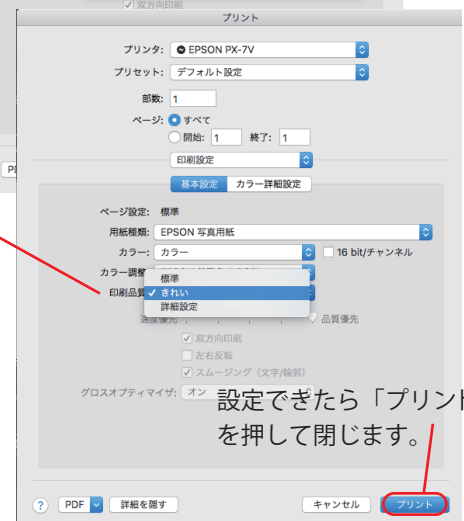 双方向印刷
プリント
プリンタ: EPSON PX-7V
プリセット: デフォルト設定
部数: 1
ページ: すべて
開始: 1 終了: 1
印刷設定
基本設定 カラー詳細設定
ページ設定: 標準
用紙種類: EPSON 写真用紙
カラー: カラー 16 bit/チャンネル
カラー調整
標準
印刷品質 ✓ きれい
詳細設定
速度優先 品質優先
双方向印刷
左右反転
スムージング（文字/輪郭）
グロスオプティマイザ: オン
設定できたら「プリント
を押して閉じます。
? PDF 詳細を隠す キャンセル プリント